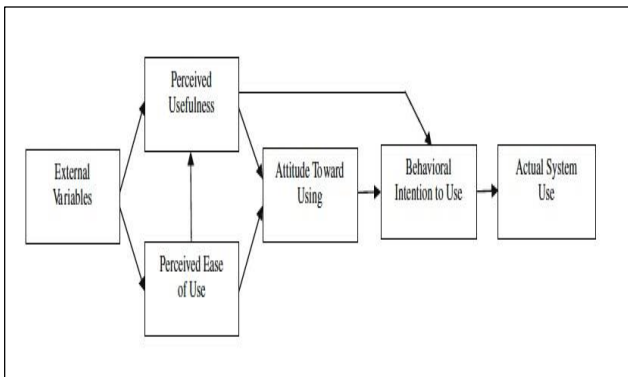 Perceived
Usefulness
External
Variables
Perceived Ease
of Use
Attitude Toward
Using
Behavioral
Intention to Use
Actual System
Use